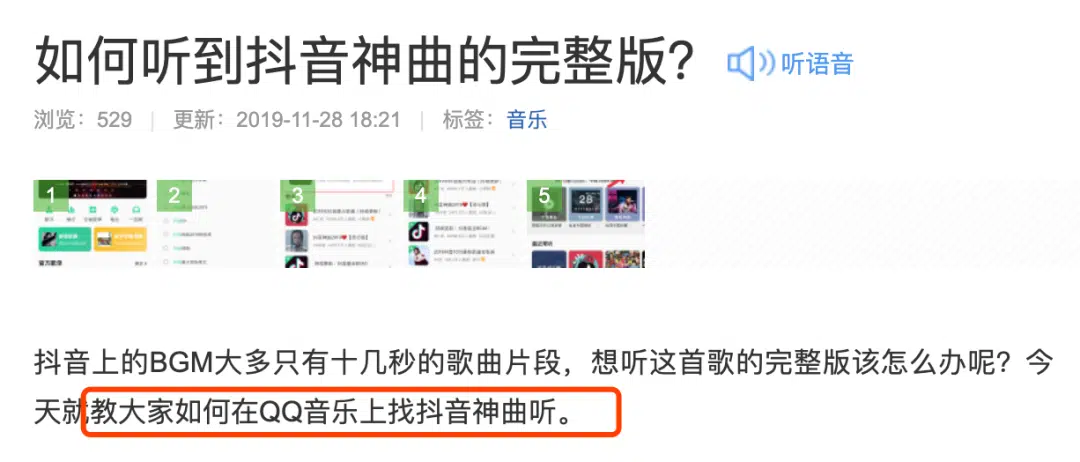 如何听到抖音神曲的完整版？ 听语音
浏览：529 | 更新：2019-11-28 18:21 | 标签：音乐
1 2 3 4 5
抖音上的BGM大多只有十几秒的歌曲片段，想听这首歌的完整版该怎么办呢？今
天就教大家如何在QQ音乐上找抖音神曲听。